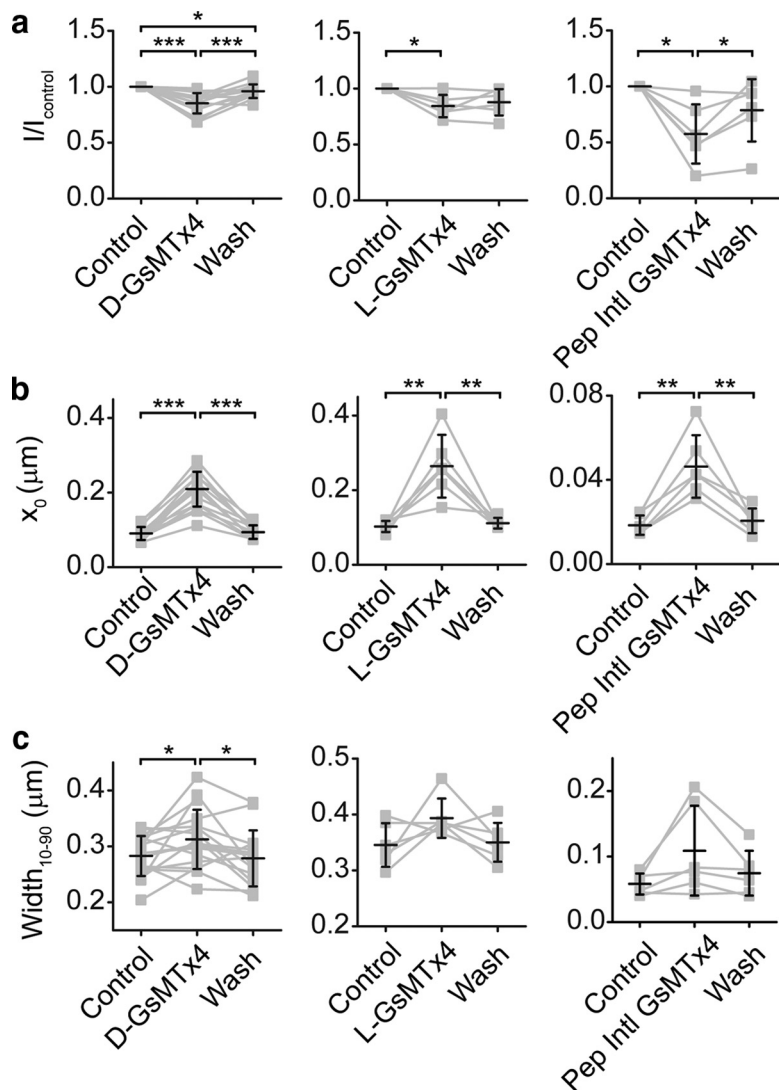 a
I/Icontrol
1.5
1.0
0.5
0.0
*
*** ***
Control
D-GsMTx4
Wash
1.5
1.0
0.5
0.0
*
Control
L-GsMTx4
Wash
1.5
1.0
0.5
0.0
* *
Control
Pep Intl GsMTx4
Wash
b
x0 (μm)
0.4
0.2
0.0
*** ***
Control
D-GsMTx4
Wash
0.4
0.2
0.0
** **
Control
L-GsMTx4
Wash
0.08
0.04
0.00
** **
Control
Pep Intl GsMTx4
Wash
c
Width10-90 (μm)
0.4
0.3
0.2
* *
Control
D-GsMTx4
Wash
0.5
0.4
0.3
0.2
Control
L-GsMTx4
Wash
0.2
0.1
0.0
Control
Pep Intl GsMTx4
Wash